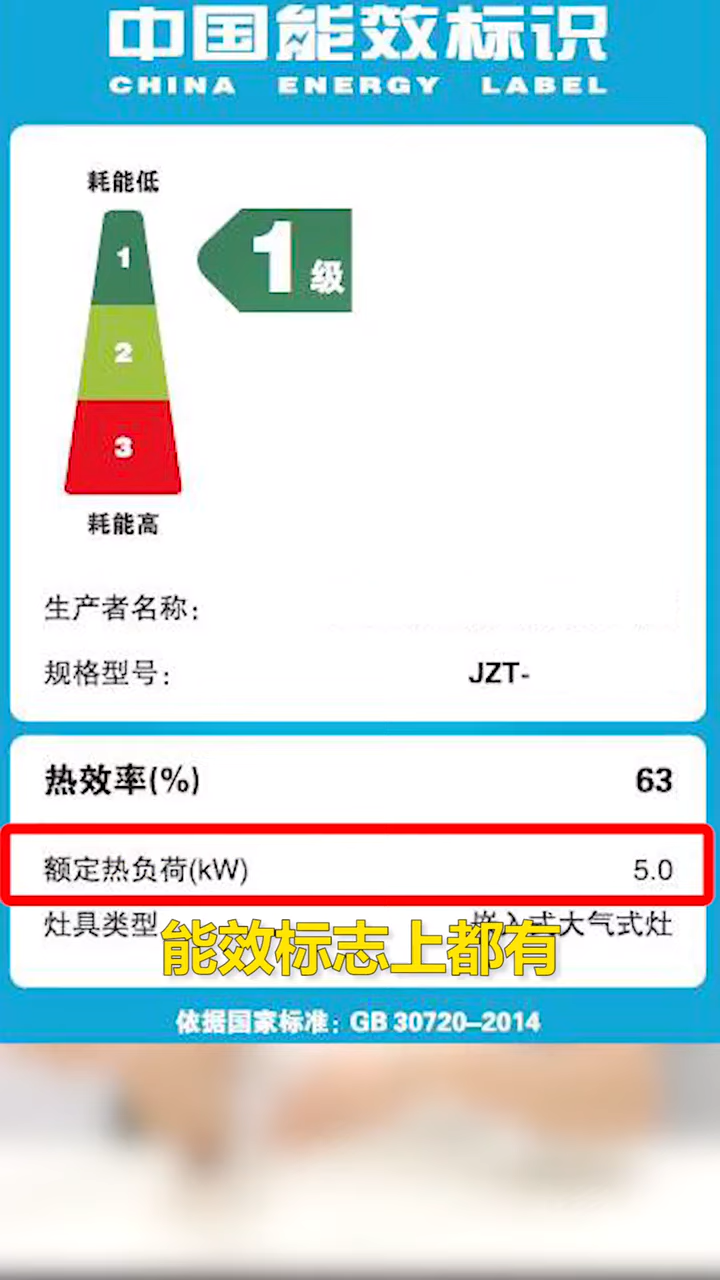 中国能效标识
CHINA ENERGY LABEL
耗能低
1
1级
2
3
耗能高
生产者名称：
规格型号： JZT-
热效率(%) 63
额定热负荷(kW) 5.0
灶具类型 嵌入式大气式灶
能效标志上都有
依据国家标准：GB 30720–2014